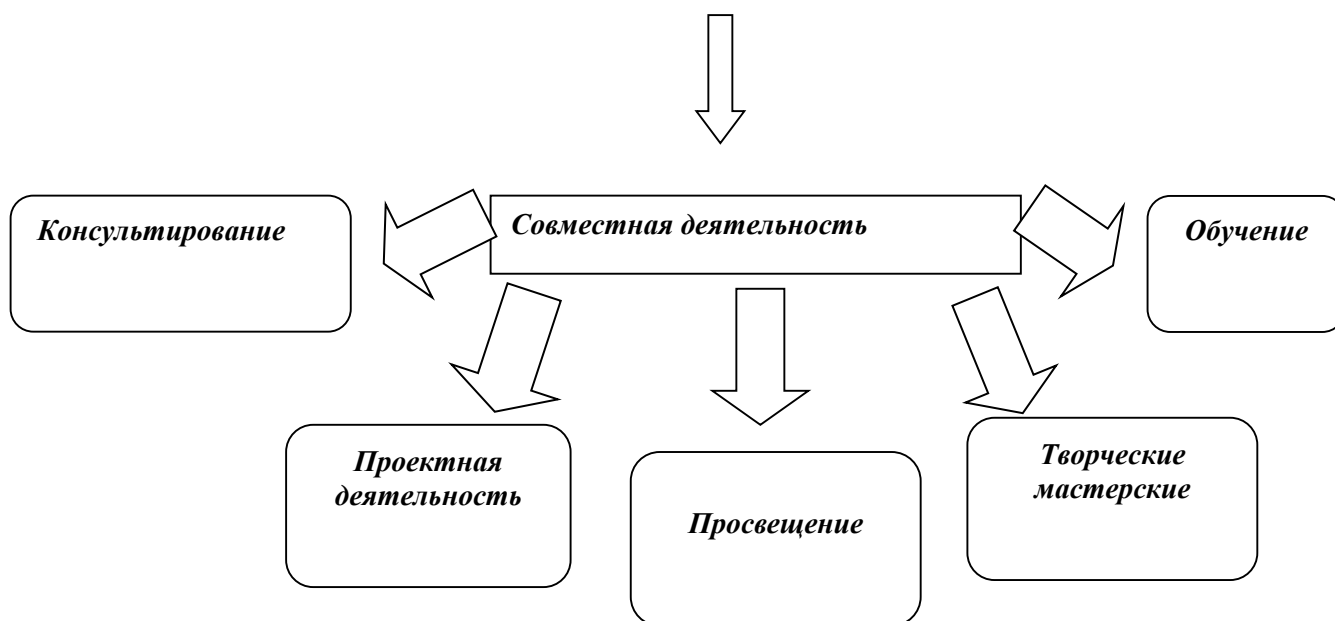 Консультирование
Совместная деятельность
Обучение
Проектная
деятельность
Просвещение
Творческие
мастерские